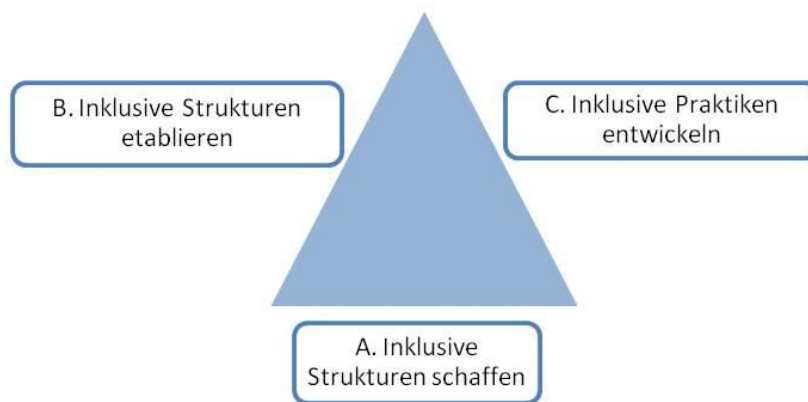 B. Inklusive Strukturen
etablieren
C. Inklusive Praktiken
entwickeln
A. Inklusive
Strukturen schaffen